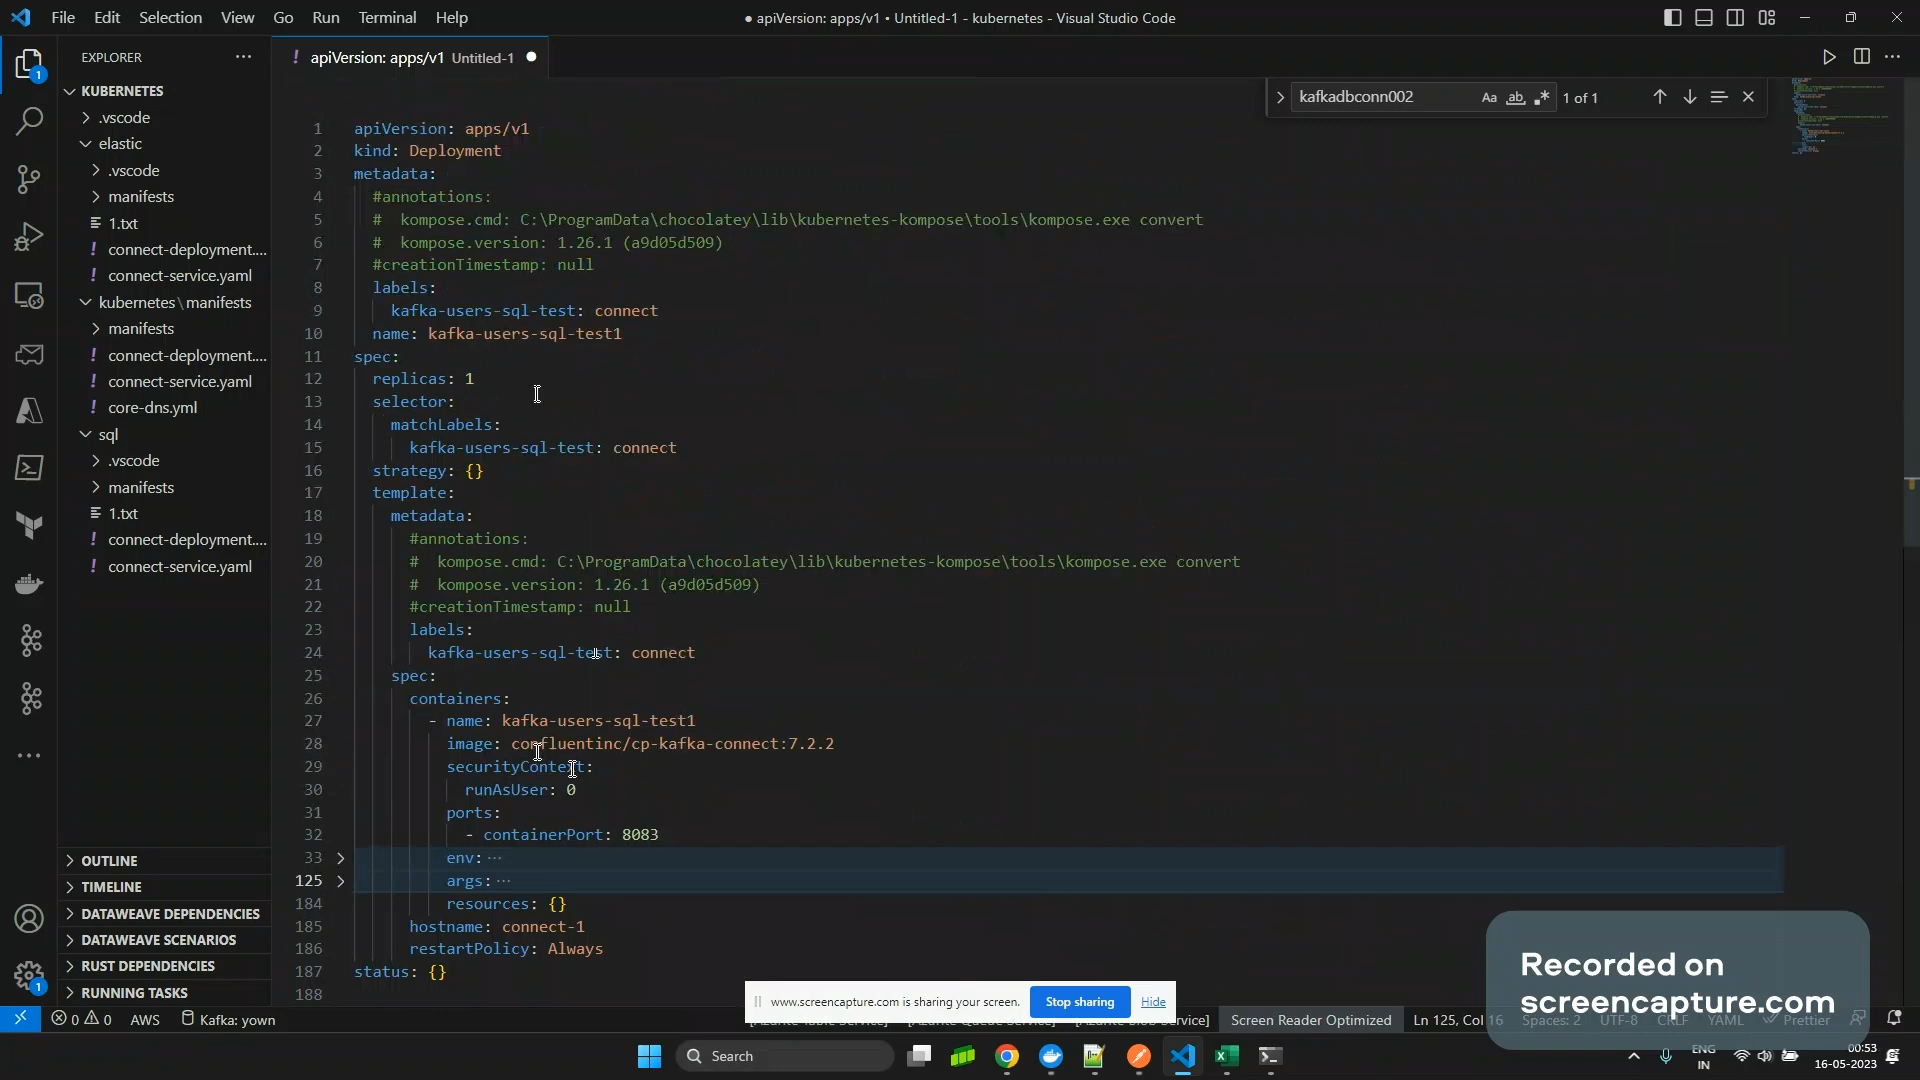 File Edit Selection View Go Run Terminal Help
● apiVersion: apps/v1 • Untitled-1 - kubernetes - Visual Studio Code
EXPLORER
! apiVersion: apps/v1 Untitled-1 ●
KUBERNETES
.vscode
elastic
.vscode
manifests
1.txt
! connect-deployment....
! connect-service.yaml
kubernetes\manifests
manifests
! connect-deployment....
! connect-service.yaml
! core-dns.yml
sql
.vscode
manifests
1.txt
! connect-deployment....
! connect-service.yaml
OUTLINE
TIMELINE
DATAWEAVE DEPENDENCIES
DATAWEAVE SCENARIOS
RUST DEPENDENCIES
RUNNING TASKS
kafkadbconn002 Aa ab .* 1 of 1
1 apiVersion: apps/v1
2 kind: Deployment
3 metadata:
4 #annotations:
5 # kompose.cmd: C:\ProgramData\chocolatey\lib\kubernetes-kompose\tools\kompose.exe convert
6 # kompose.version: 1.26.1 (a9d05d509)
7 #creationTimestamp: null
8 labels:
9 kafka-users-sql-test: connect
10 name: kafka-users-sql-test1
11 spec:
12 replicas: 1
13 selector:
14 matchLabels:
15 kafka-users-sql-test: connect
16 strategy: {}
17 template:
18 metadata:
19 #annotations:
20 # kompose.cmd: C:\ProgramData\chocolatey\lib\kubernetes-kompose\tools\kompose.exe convert
21 # kompose.version: 1.26.1 (a9d05d509)
22 #creationTimestamp: null
23 labels:
24 kafka-users-sql-test: connect
25 spec:
26 containers:
27 - name: kafka-users-sql-test1
28 image: confluentinc/cp-kafka-connect:7.2.2
29 securityContext:
30 runAsUser: 0
31 ports:
32 - containerPort: 8083
33 env: ...
125 args: ...
184 resources: {}
185 hostname: connect-1
186 restartPolicy: Always
187 status: {}
188
www.screencapture.com is sharing your screen. Stop sharing Hide
Recorded on
screencapture.com
0 0 AWS Kafka: yown
Screen Reader Optimized Ln 125, Col 16 Spaces: 2 UTF-8 CRLF YAML Prettier
Search
ENG
IN
00:53
16-05-2023